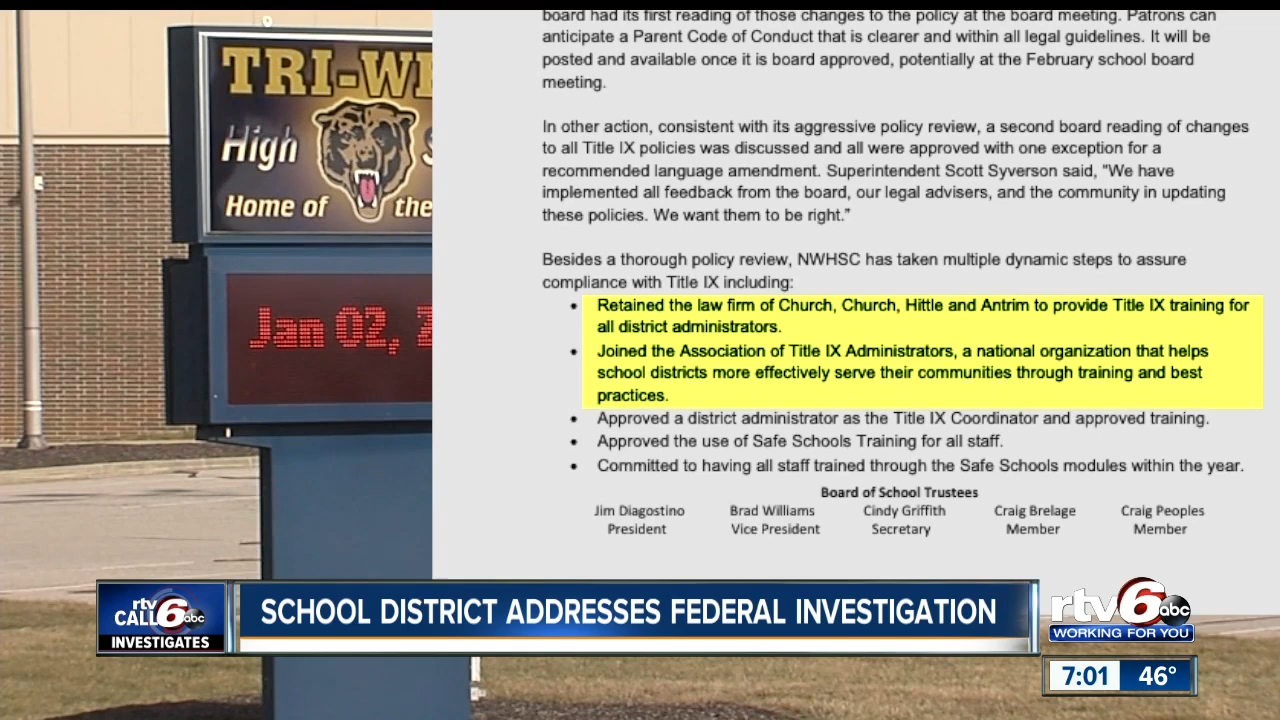 TRI-WE
High S
Home of the
Jan 02, 2
board had its first reading of those changes to the policy at the board meeting. Patrons can
anticipate a Parent Code of Conduct that is clearer and within all legal guidelines. It will be
posted and available once it is board approved, potentially at the February school board
meeting.
In other action, consistent with its aggressive policy review, a second board reading of changes
to all Title IX policies was discussed and all were approved with one exception for a
recommended language amendment. Superintendent Scott Syverson said, "We have
implemented all feedback from the board, our legal advisers, and the community in updating
these policies. We want them to be right."
Besides a thorough policy review, NWHSC has taken multiple dynamic steps to assure
compliance with Title IX including:
• Retained the law firm of Church, Church, Hittle and Antrim to provide Title IX training for
all district administrators.
• Joined the Association of Title IX Administrators, a national organization that helps
school districts more effectively serve their communities through training and best
practices.
• Approved a district administrator as the Title IX Coordinator and approved training.
• Approved the use of Safe Schools Training for all staff.
• Committed to having all staff trained through the Safe Schools modules within the year.
Board of School Trustees
Jim Diagostino Brad Williams Cindy Griffith Craig Brelage Craig Peoples
President Vice President Secretary Member Member
rtv6 abc
CALL 6
INVESTIGATES
SCHOOL DISTRICT ADDRESSES FEDERAL INVESTIGATION
rtv6 abc
WORKING FOR YOU
7:01 46°